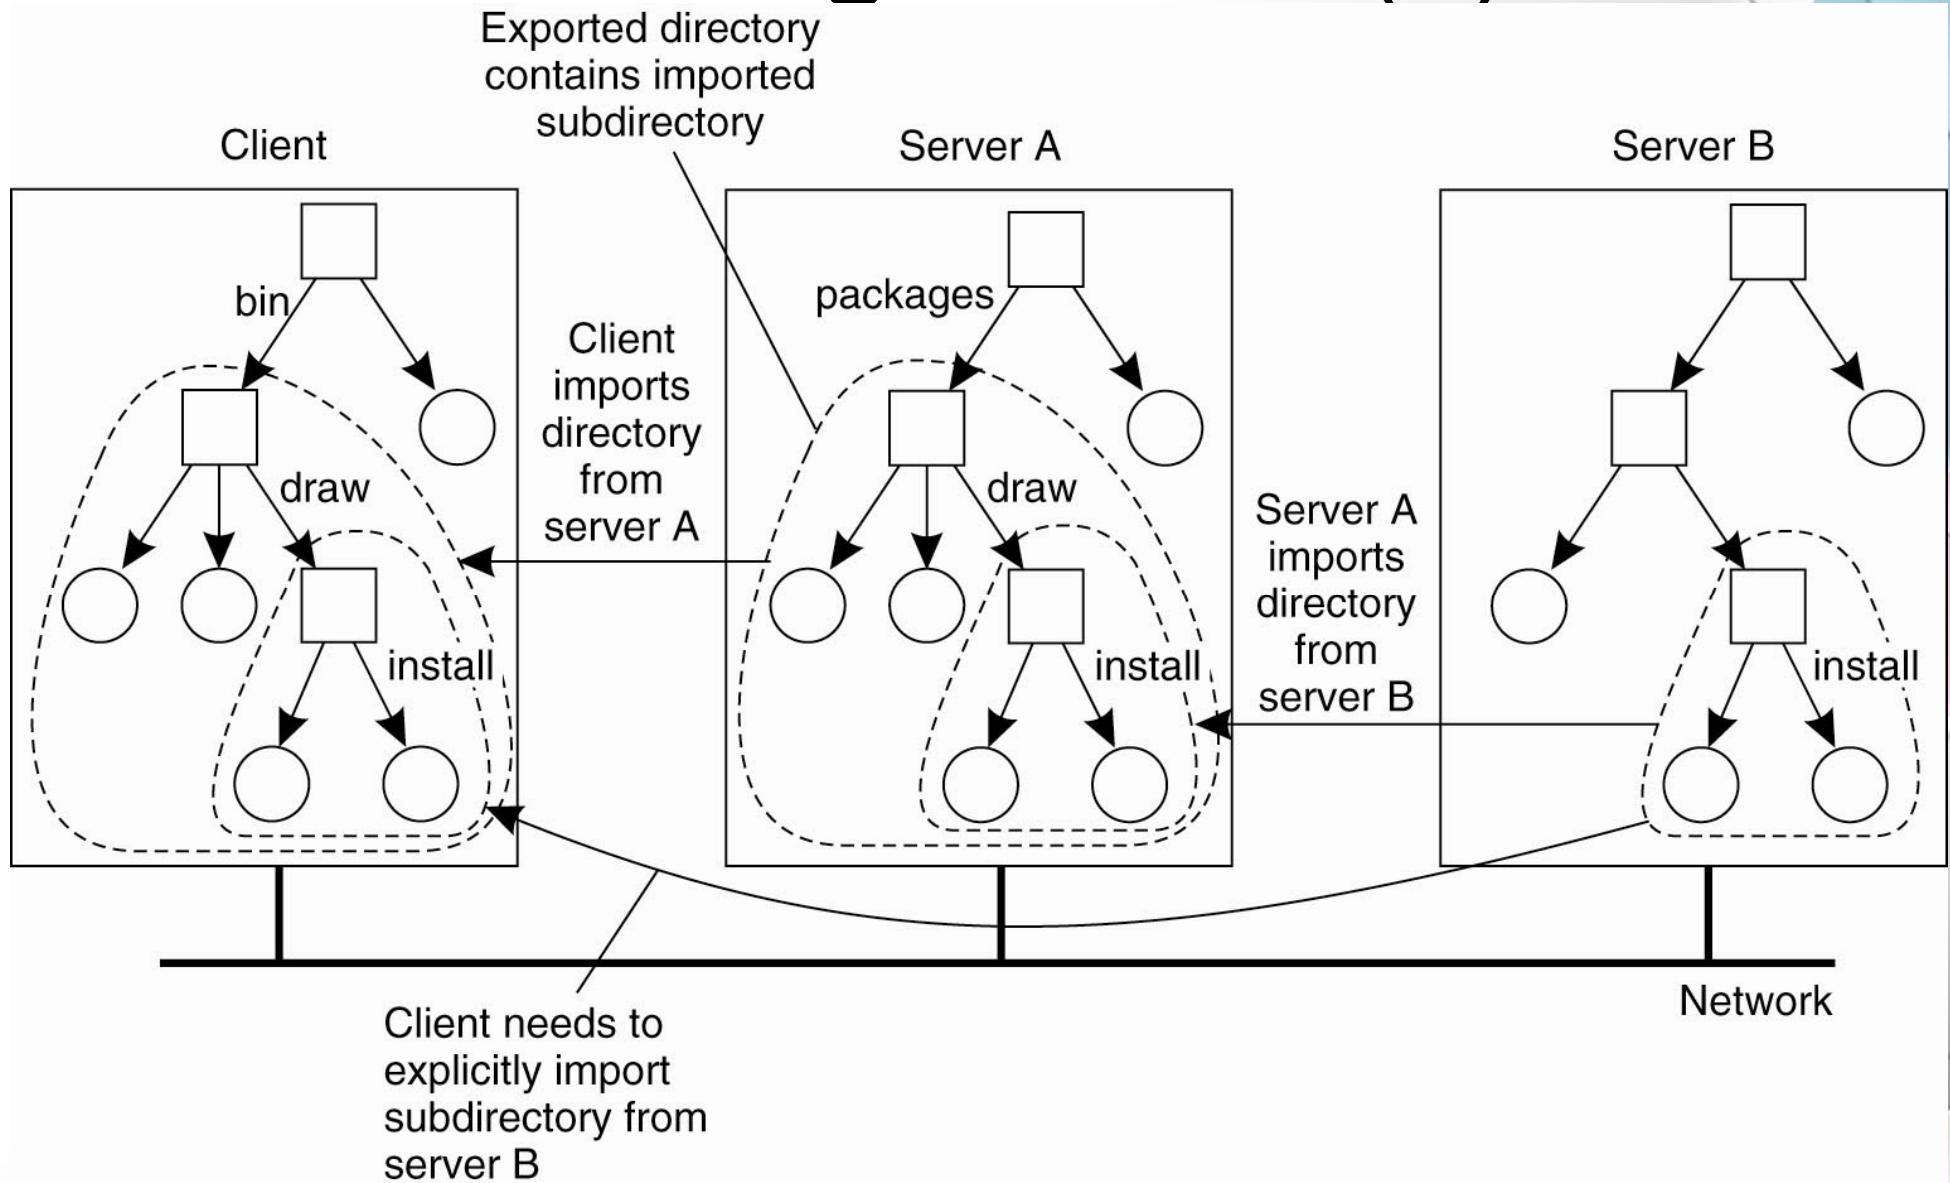 Exported directory
contains imported
subdirectory
Client
Server A
Server B
bin
packages
Client
imports
directory
from
server A
draw
draw
Server A
imports
directory
from
server B
install
install
install
Network
Client needs to
explicitly import
subdirectory from
server B